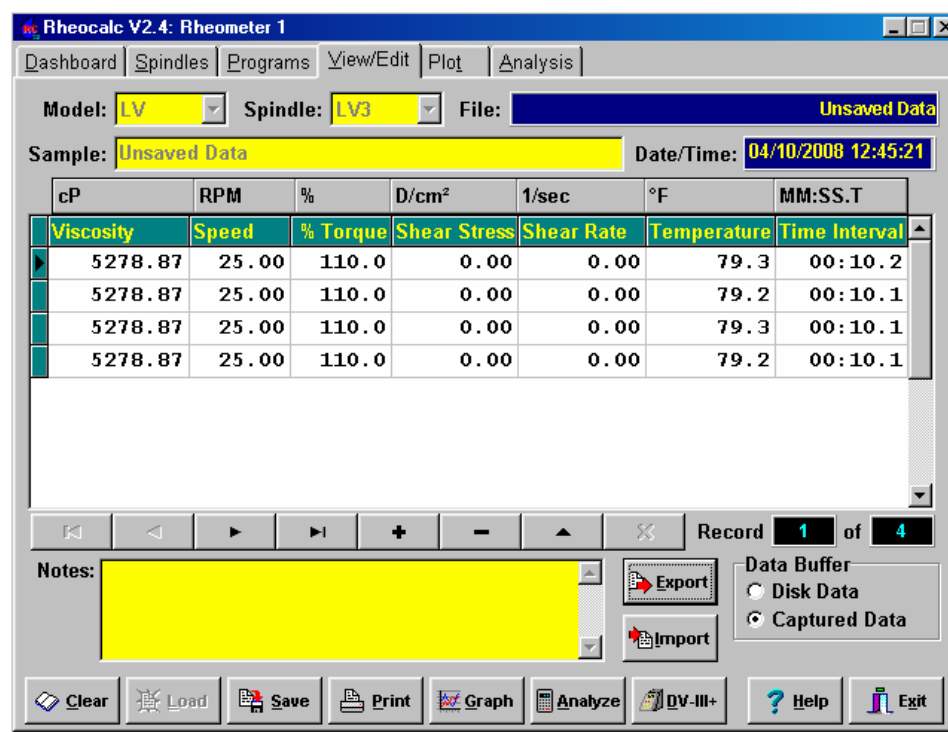 Rheocalc V2.4: Rheometer 1
Dashboard Spindles Programs View/Edit Plot Analysis
Model: LV Spindle: LV3 File: Unsaved Data
Sample: Unsaved Data Date/Time: 04/10/2008 12:45:21
cP RPM % D/cm² 1/sec °F MM:SS.T
Viscosity Speed % Torque Shear Stress Shear Rate Temperature Time Interval
5278.87 25.00 110.0 0.00 0.00 79.3 00:10.2
5278.87 25.00 110.0 0.00 0.00 79.2 00:10.1
5278.87 25.00 110.0 0.00 0.00 79.3 00:10.1
5278.87 25.00 110.0 0.00 0.00 79.2 00:10.1
Record 1 of 4
Notes: Export Data Buffer
Disk Data
Captured Data
Import
Clear Load Save Print Graph Analyze DV-III+ Help Exit